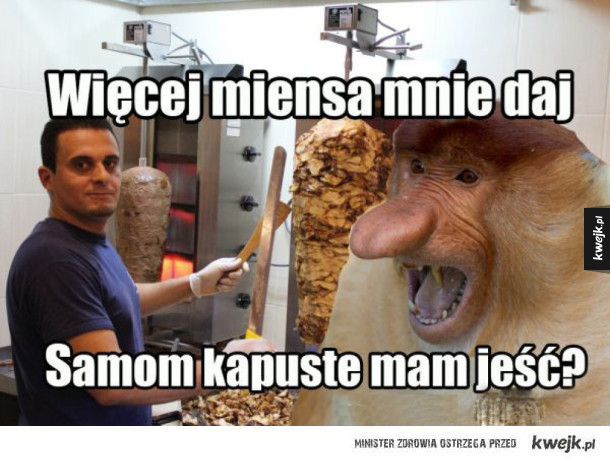 Więcej miensa mnie daj
kwejk.pl
Samom kapuste mam jeść?
MINISTER ZDROWIA OSTRZEGA PRZED kwejk.pl